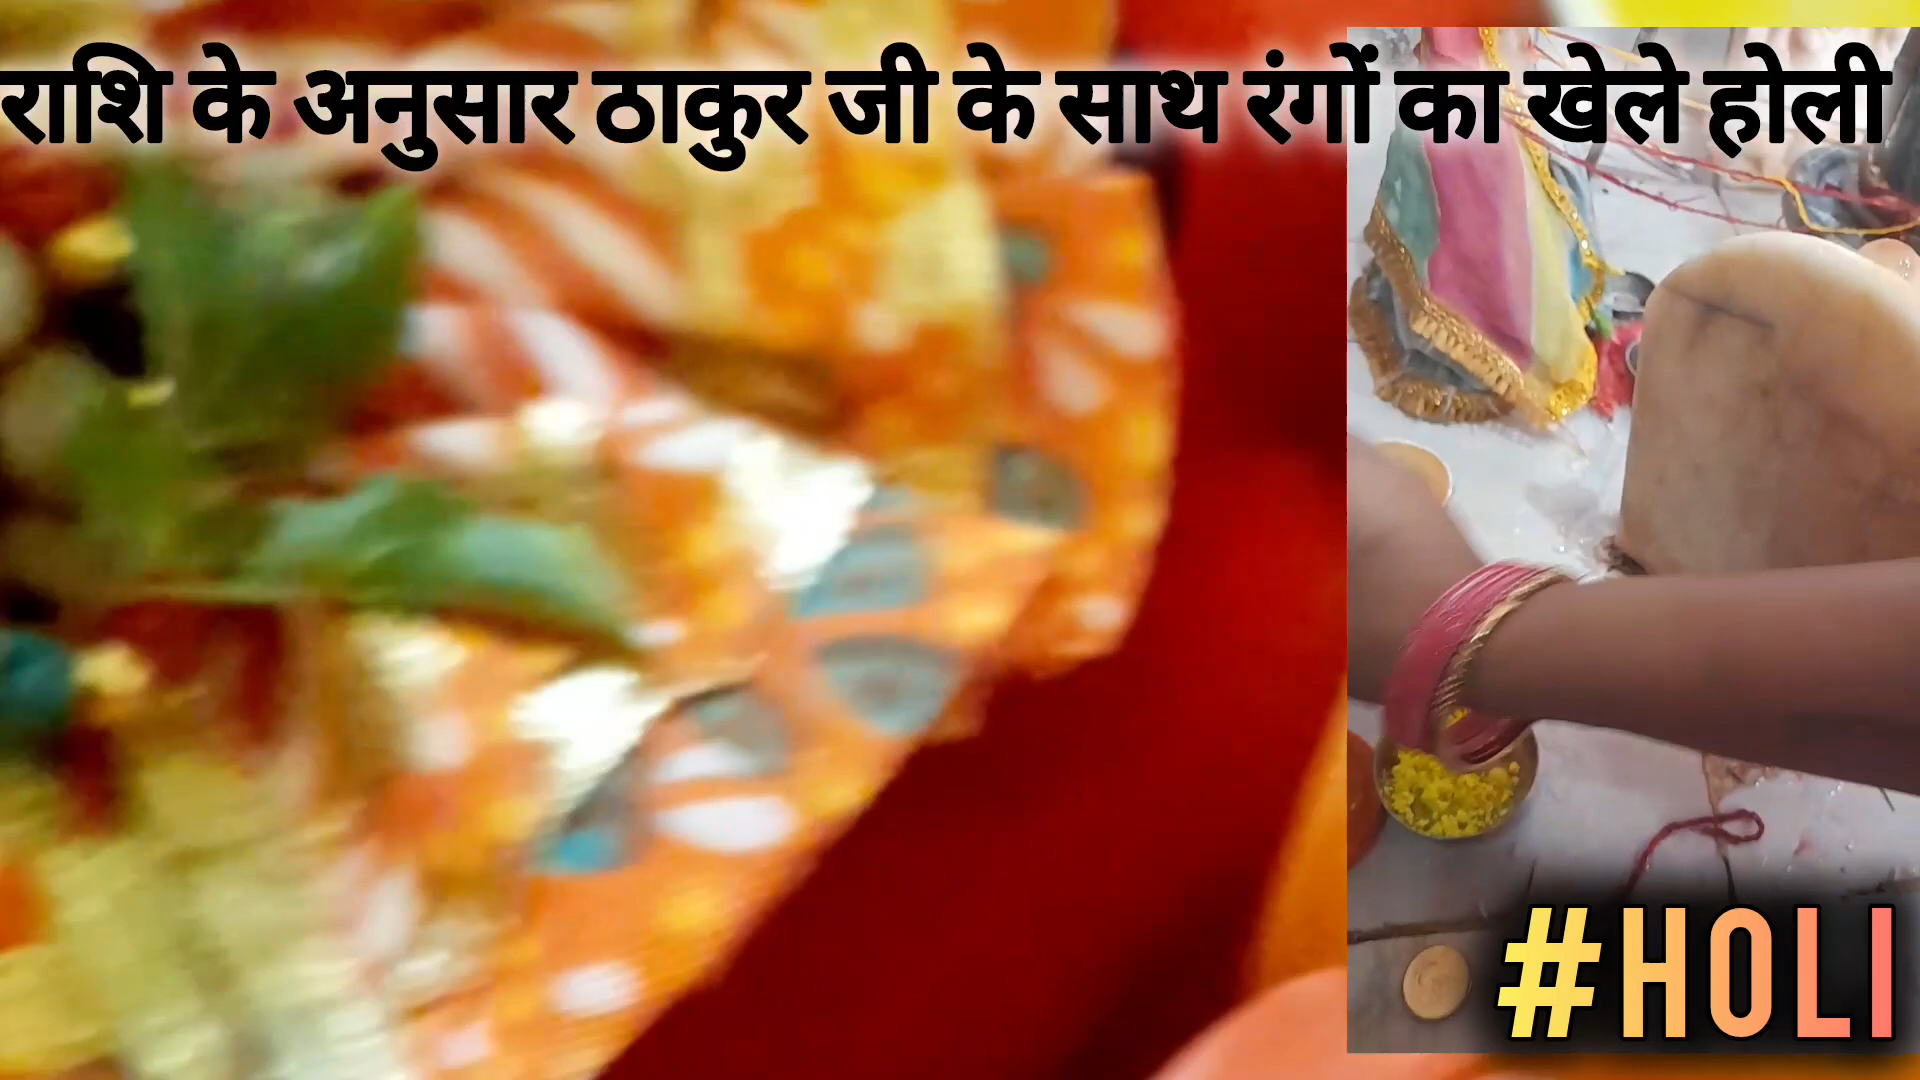 राशि के अनुसार ठाकुर जी के साथ रंगों का खेले होली
#HOLI